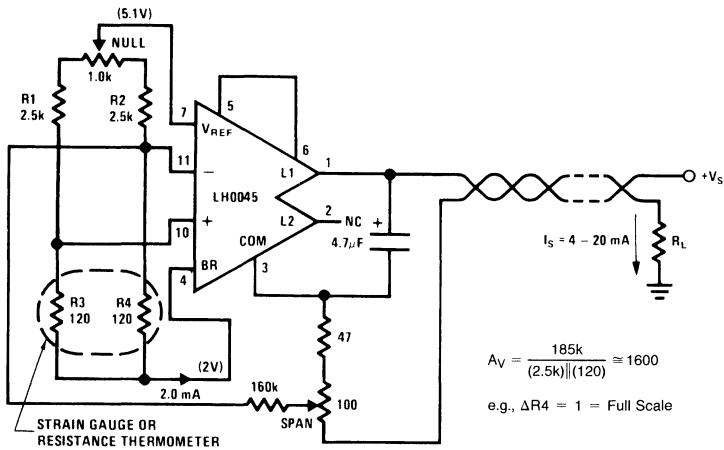 (5.1V)
NULL
1.0k
R1
2.5k
R2
2.5k
7
5
VREF
6
11
−
L1
1
LH0045
+VS
10
+
L2
2
NC
+
4.7μF
COM
BR
4
3
IS = 4 – 20 mA
RL
R3
120
R4
120
47
(2V)
2.0 mA
160k
SPAN
100
AV = 185k / (2.5k)‖(120) ≅ 1600
e.g., ΔR4 = 1 = Full Scale
STRAIN GAUGE OR
RESISTANCE THERMOMETER